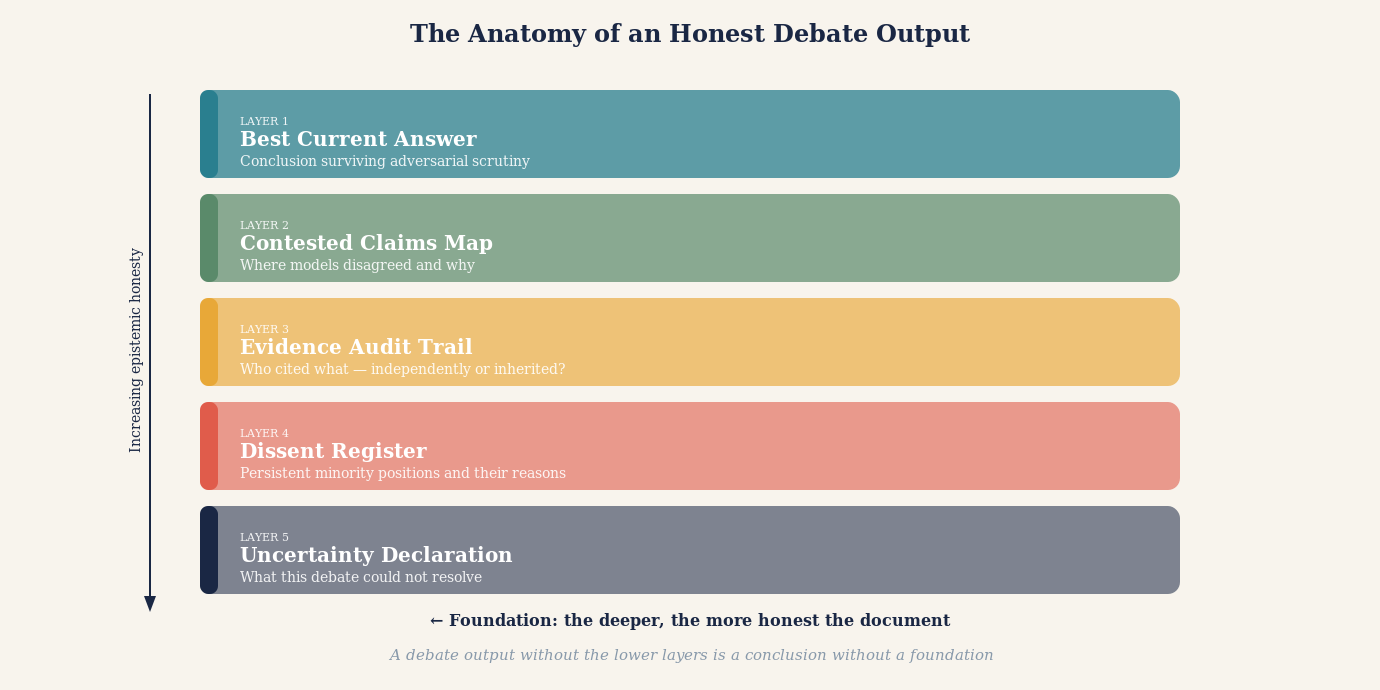 The Anatomy of an Honest Debate Output
LAYER 1
Best Current Answer
Conclusion surviving adversarial scrutiny
LAYER 2
Contested Claims Map
Where models disagreed and why
Increasing epistemic honesty
LAYER 3
Evidence Audit Trail
Who cited what — independently or inherited?
LAYER 4
Dissent Register
Persistent minority positions and their reasons
LAYER 5
Uncertainty Declaration
What this debate could not resolve
← Foundation: the deeper, the more honest the document
A debate output without the lower layers is a conclusion without a foundation